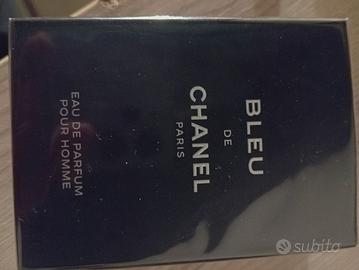 BLEU
DE
CHANEL
PARIS
EAU DE PARFUM
POUR HOMME
subito